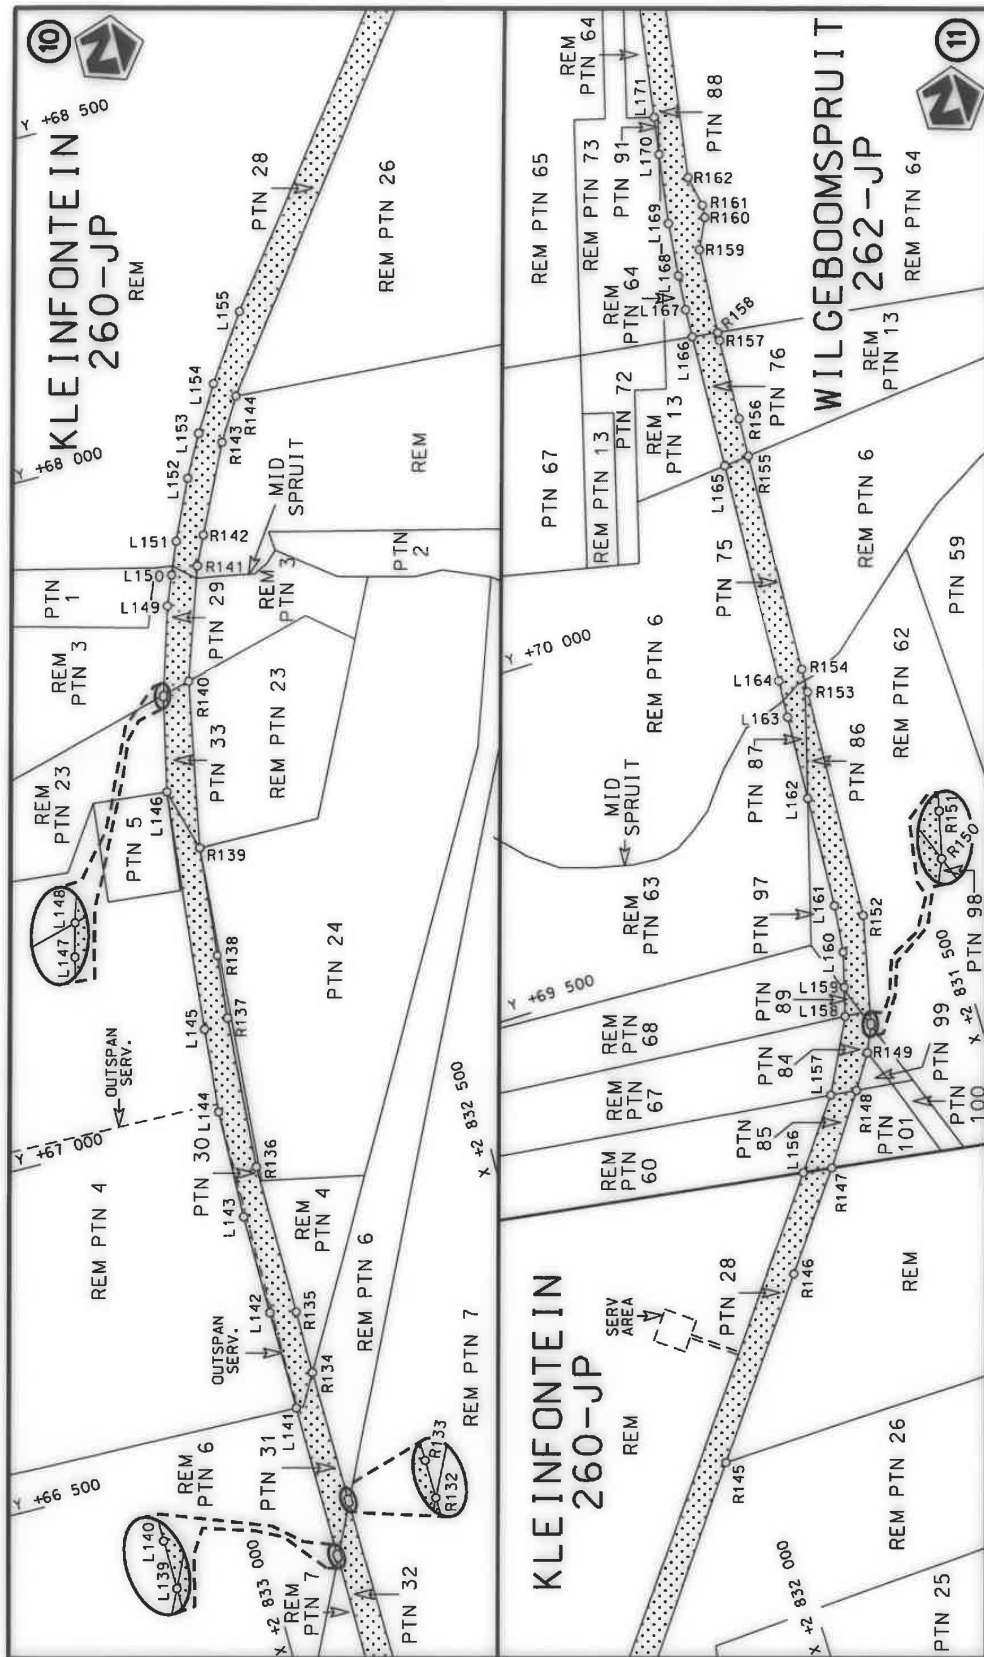 10
N
Y +68 500
KLEINFONTEIN
260-JP
REM
PTN 28
REM PTN 26
L155
L154
L153
R144
R143
Y +68 000
L152
MID
SPRUIT
REM
L151
R142
L150
R141
PTN
1
L149
PTN 29
REM
PTN 3
PTN
2
REM
PTN 3
R140
PTN 33
REM PTN 23
REM
PTN 23
PTN 5
L146
R139
L148
L147
R138
PTN 24
R137
L145
OUTSPAN
SERV.
L144
X +2 832 500
Y +67 000
PTN 30
R136
REM PTN 4
L143
REM
PTN 4
REM PTN 6
L142
R135
OUTSPAN
SERV.
R134
REM PTN 7
L141
REM
PTN 6
PTN 31
R133
R132
Y +66 500
L140
L139
X +2 833 000
REM
PTN 7
PTN 32
11
N
WILGEBOOMSPRUIT
262-JP
REM
PTN 64
L171
PTN 88
L170
PTN 91
REM PTN 73
REM PTN 65
R162
R161
R160
R159
L169
L168
REM PTN 64
REM
PTN 64
L167
R158
R157
L166
PTN 72
REM
PTN 13
PTN 76
REM
PTN 13
R156
R155
L165
REM PTN 13
PTN 67
PTN 75
REM PTN 6
PTN 59
Y +70 000
REM PTN 6
R154
R153
L164
L163
REM PTN 62
PTN 87
PTN 86
L162
MID
SPRUIT
R151
R150
REM
PTN 63
PTN 97
L161
R152
PTN 98
L160
L159
L158
PTN
89
Y +69 500
X +2 831 500
REM
PTN
68
R149
PTN 99
PTN
84
L157
REM
PTN
67
R148
PTN
100
PTN
101
PTN
85
L156
REM
PTN
60
R147
R146
REM
PTN 28
SERV
AREA
KLEINFONTEIN
260-JP
REM
R145
REM PTN 26
X +2 832 000
PTN 25